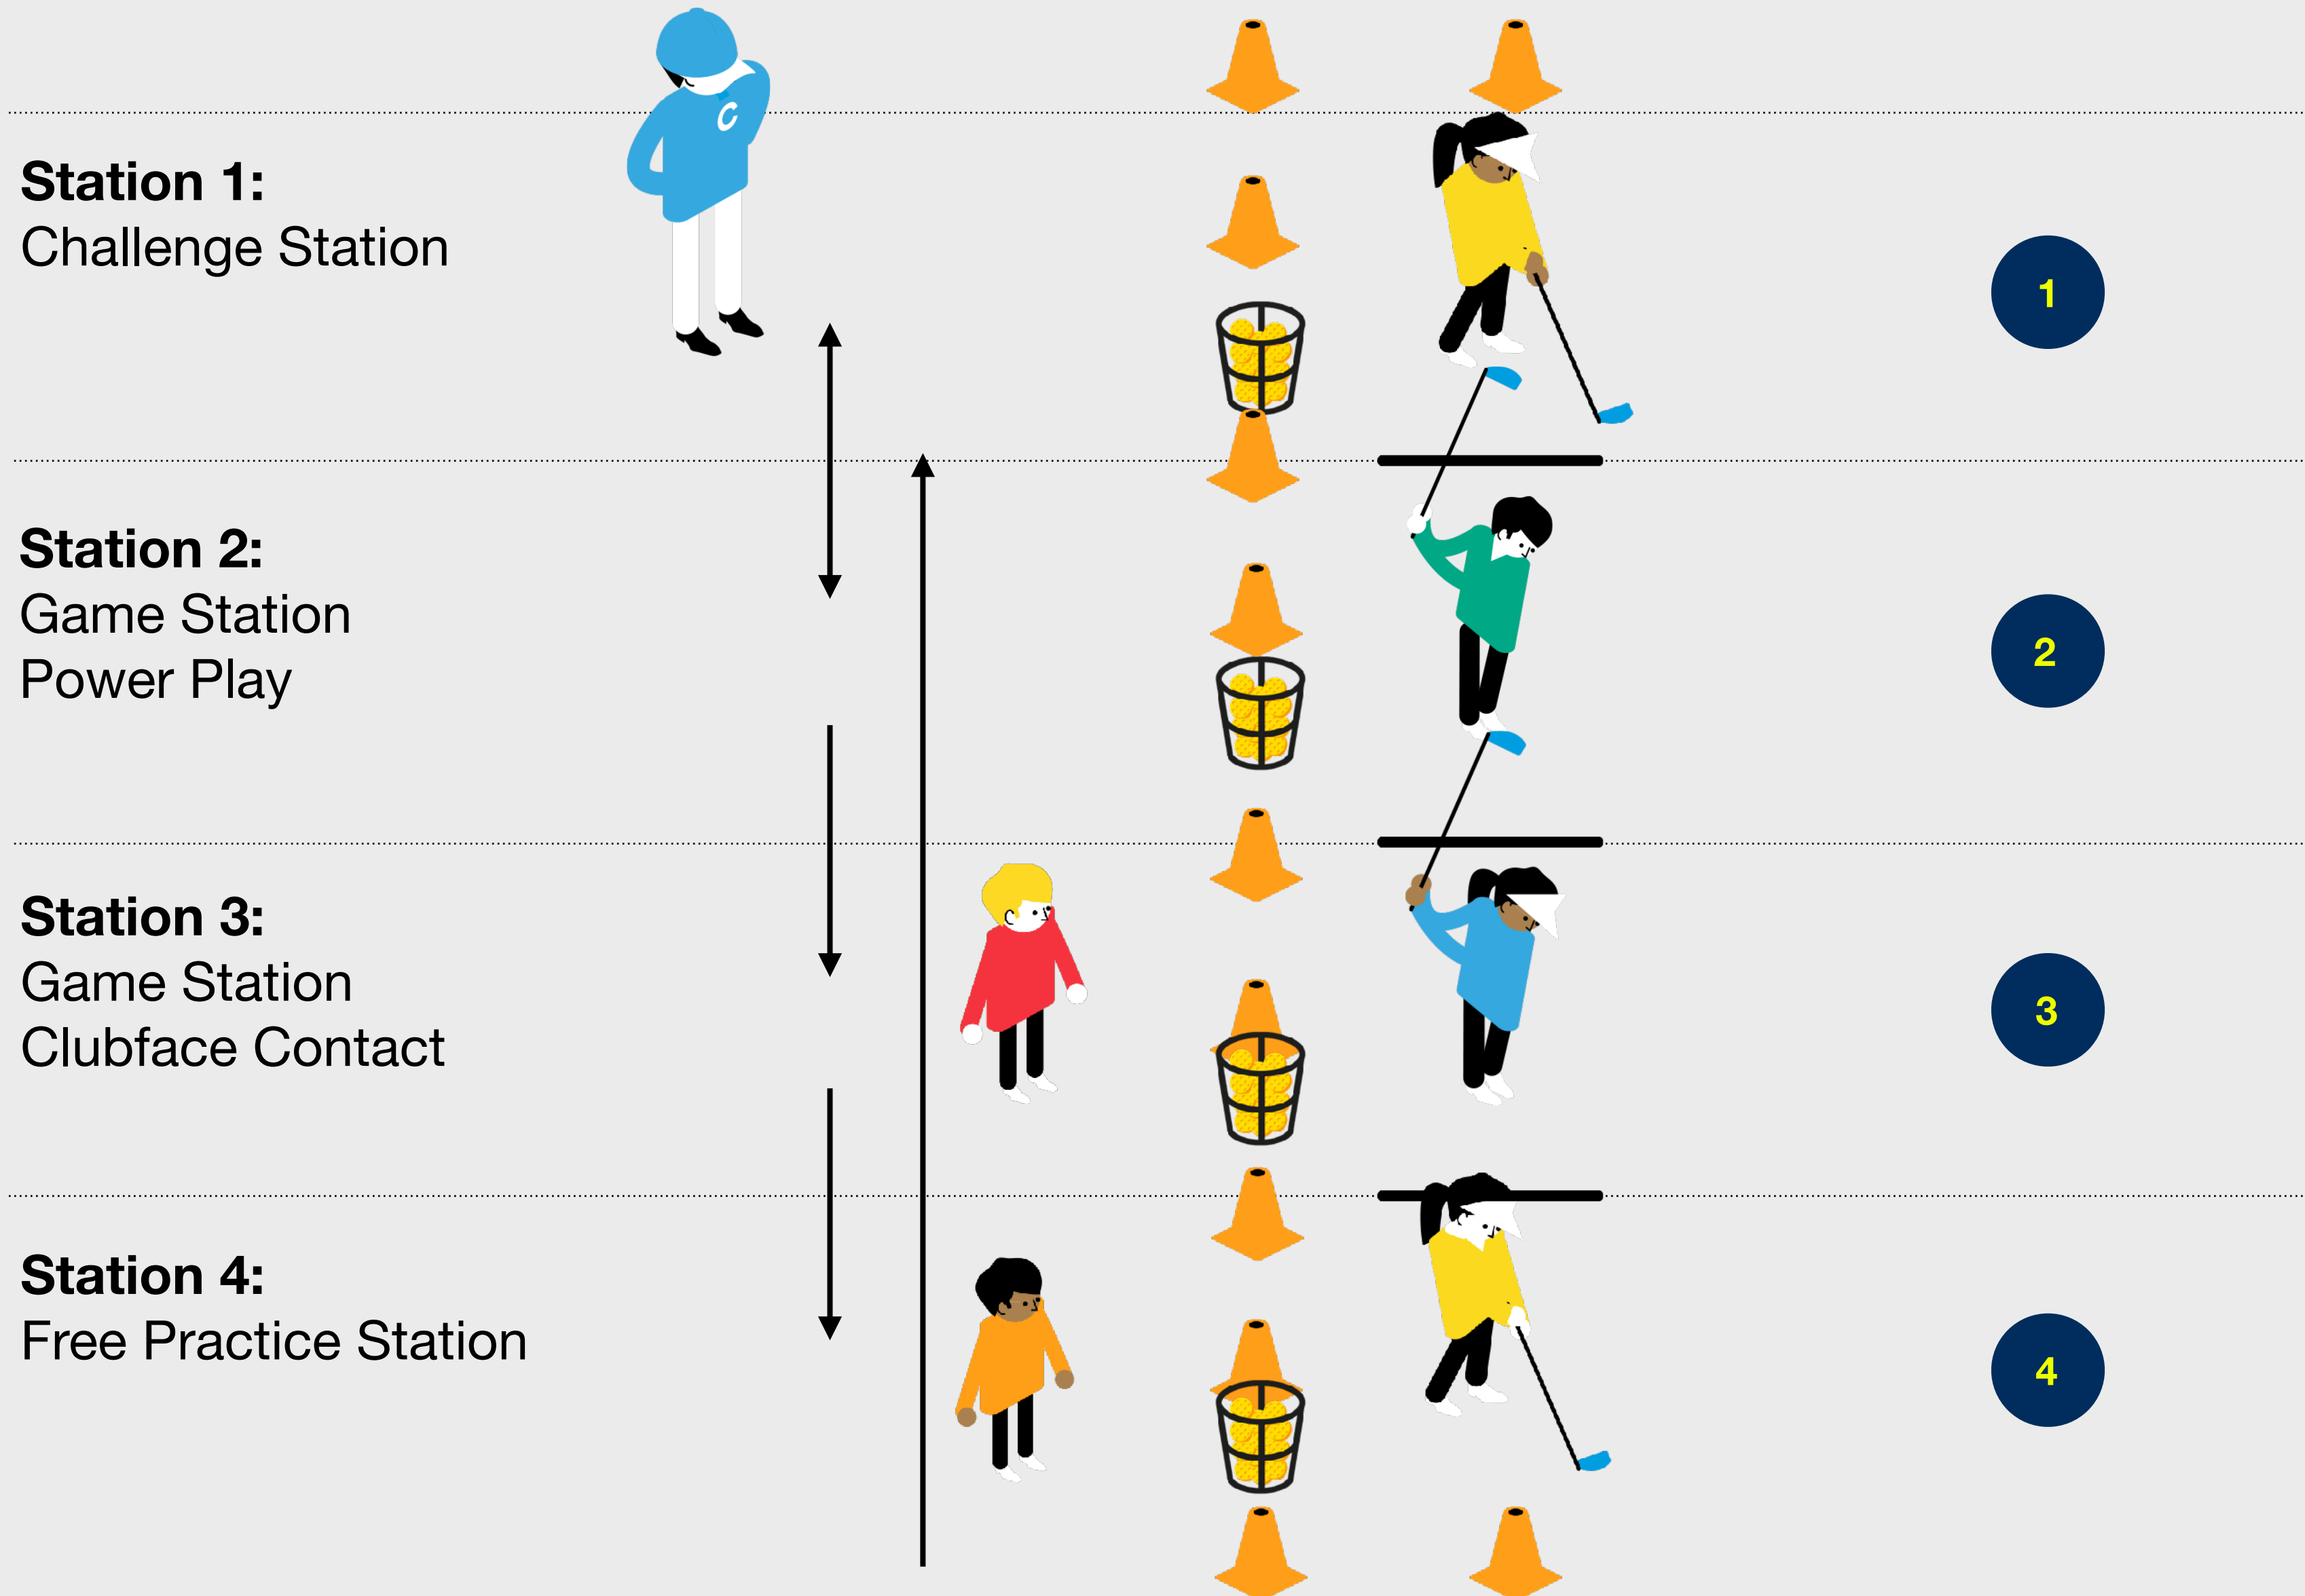 C
Station 1:
Challenge Station
1
Station 2:
Game Station
Power Play
2
Station 3:
Game Station
Clubface Contact
3
Station 4:
Free Practice Station
4